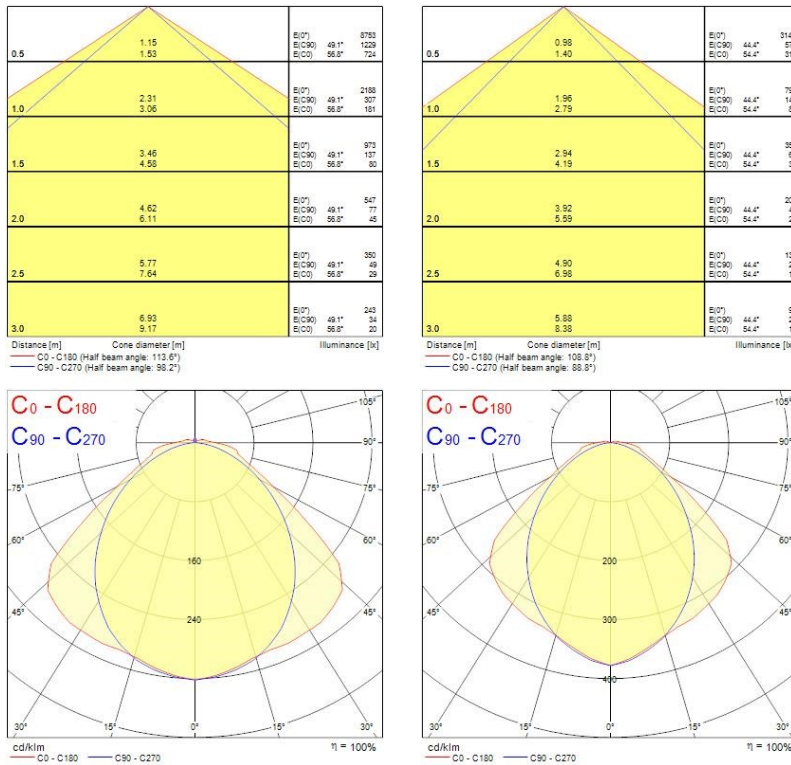 E(0°) 8753
0.5 1.15 E(C90) 49.1° 1229
1.53 E(C0) 56.8° 724
E(0°) 2188
1.0 2.31 E(C90) 49.1° 307
3.06 E(C0) 56.8° 181
E(0°) 973
1.5 3.46 E(C90) 49.1° 137
4.58 E(C0) 56.8° 80
E(0°) 547
2.0 4.62 E(C90) 49.1° 77
6.11 E(C0) 56.8° 45
E(0°) 350
2.5 5.77 E(C90) 49.1° 49
7.64 E(C0) 56.8° 29
E(0°) 243
3.0 6.93 E(C90) 49.1° 34
9.17 E(C0) 56.8° 20
Distance [m] Cone diameter [m] Illuminance [lx]
C0 - C180 (Half beam angle: 113.6°)
C90 - C270 (Half beam angle: 98.2°)
E(0°)
0.5 0.98 E(C90) 44.4°
1.40 E(C0) 54.4°
E(0°)
1.0 1.96 E(C90) 44.4°
2.79 E(C0) 54.4°
E(0°)
1.5 2.94 E(C90) 44.4°
4.19 E(C0) 54.4°
E(0°)
2.0 3.92 E(C90) 44.4°
5.59 E(C0) 54.4°
E(0°)
2.5 4.90 E(C90) 44.4°
6.98 E(C0) 54.4°
E(0°)
3.0 5.88 E(C90) 44.4°
8.38 E(C0) 54.4°
Distance [m] Cone diameter [m] Illuminance [lx]
C0 - C180 (Half beam angle: 108.8°)
C90 - C270 (Half beam angle: 88.8°)
C0 - C180
C90 - C270
105°
90°
75° 75°
60° 160 60°
45° 240 45°
30° 15° 0° 15° 30°
cd/klm η = 100%
C0 - C180 C90 - C270
C0 - C180
C90 - C270
105°
90°
75° 75°
60° 200 60°
45° 300 45°
400
30° 15° 0° 15° 30°
cd/klm η = 100%
C0 - C180 C90 - C270